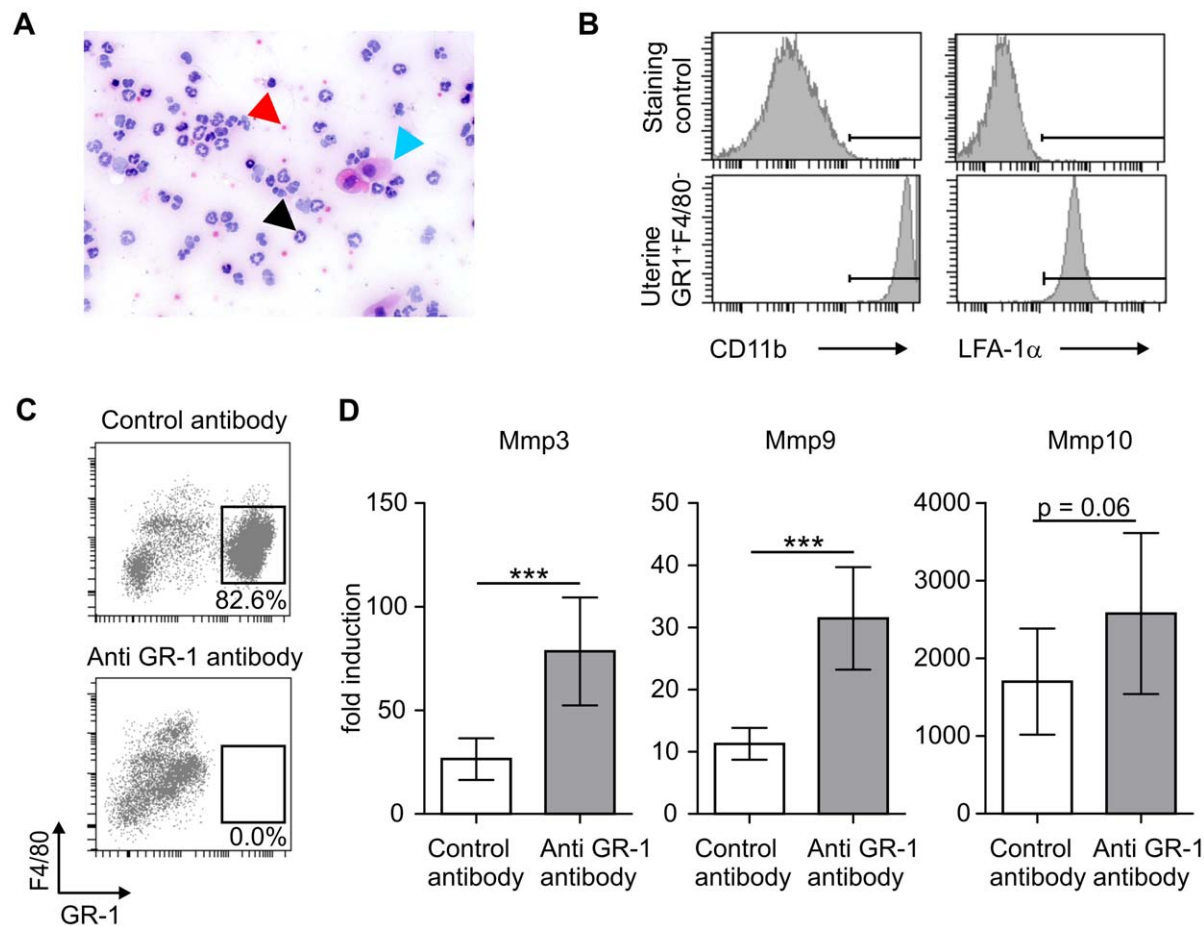 A
B
Staining
control
Uterine
GR1⁺F4/80⁻
CD11b
LFA-1α
C
Control antibody
82.6%
Anti GR-1 antibody
0.0%
F4/80
GR-1
D
Mmp3
Mmp9
Mmp10
fold induction
150
100
50
0
***
Control
antibody
Anti GR-1
antibody
50
40
30
20
10
0
***
Control
antibody
Anti GR-1
antibody
4000
3000
2000
1000
0
p = 0.06
Control
antibody
Anti GR-1
antibody